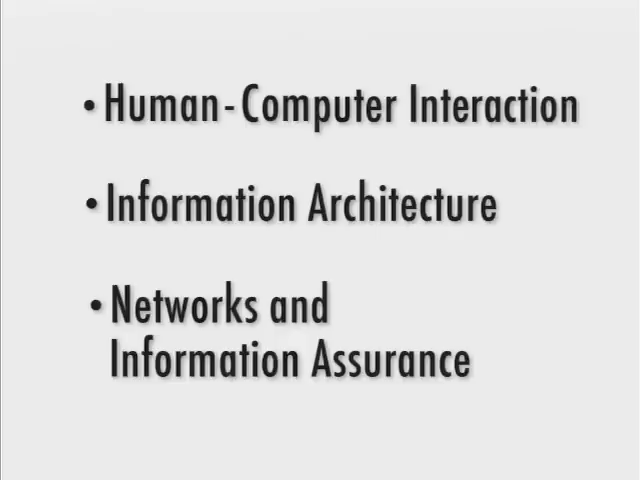 • Human-Computer Interaction
• Information Architecture
• Networks and
Information Assurance